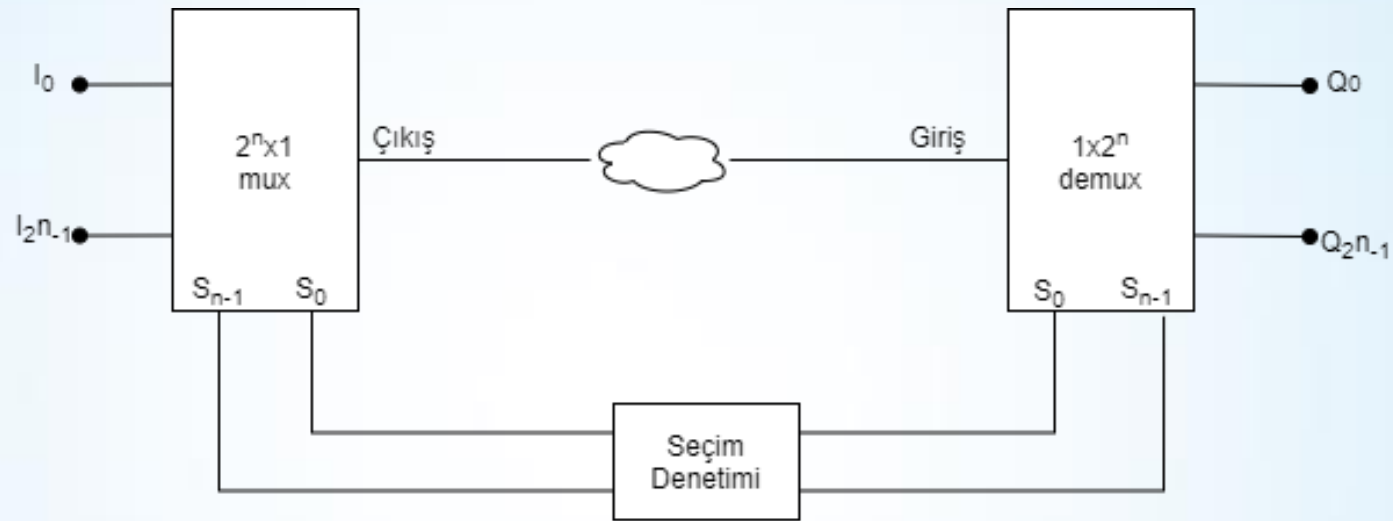 I₀
2ⁿx1
mux
Çıkış
Giriş
1x2ⁿ
demux
Q0
I₂n₋₁
Q₂n₋₁
Sₙ₋₁ S₀
S₀ Sₙ₋₁
Seçim
Denetimi